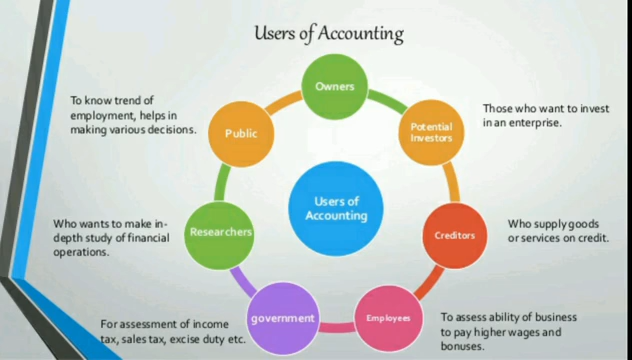 Users of Accounting
Owners
To know trend of
employment, helps in
making various decisions.
Public
Potential
Investors
Those who want to invest
in an enterprise.
Users of
Accounting
Who wants to make in-
depth study of financial
operations.
Researchers
Creditors
Who supply goods
or services on credit.
For assessment of income
tax, sales tax, excise duty etc.
government
Employees
To assess ability of business
to pay higher wages and
bonuses.